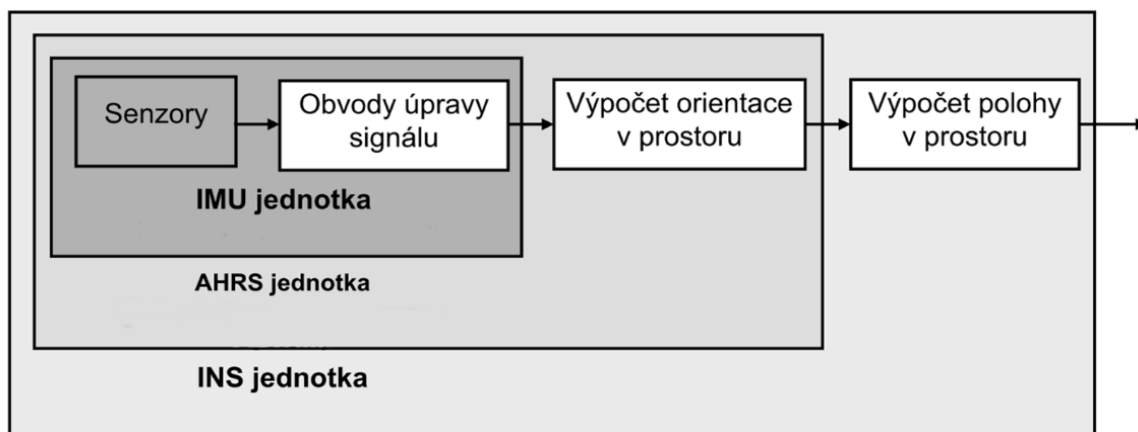 Senzory
Obvody úpravy
signálu
Výpočet orientace
v prostoru
Výpočet polohy
v prostoru
IMU jednotka
AHRS jednotka
INS jednotka